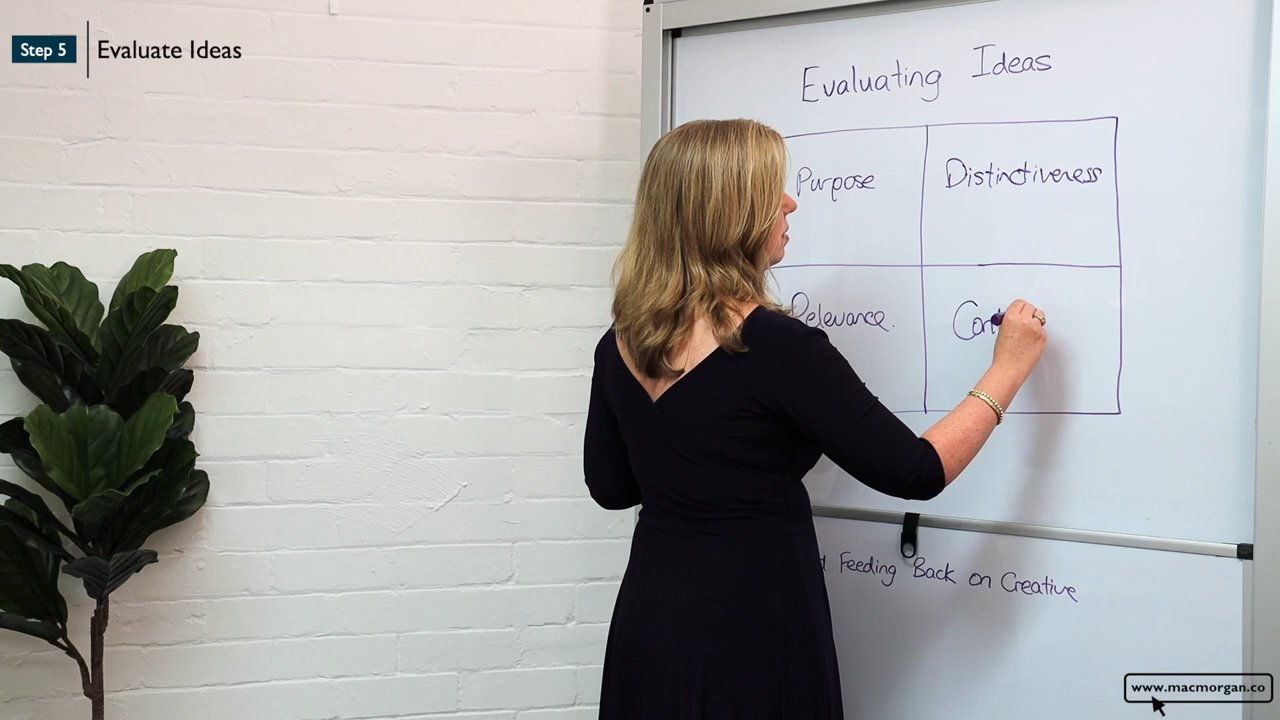 Step 5 Evaluate Ideas
Evaluating Ideas
Purpose Distinctiveness
Relevance.
Feeding Back on Creative
www.macmorgan.co